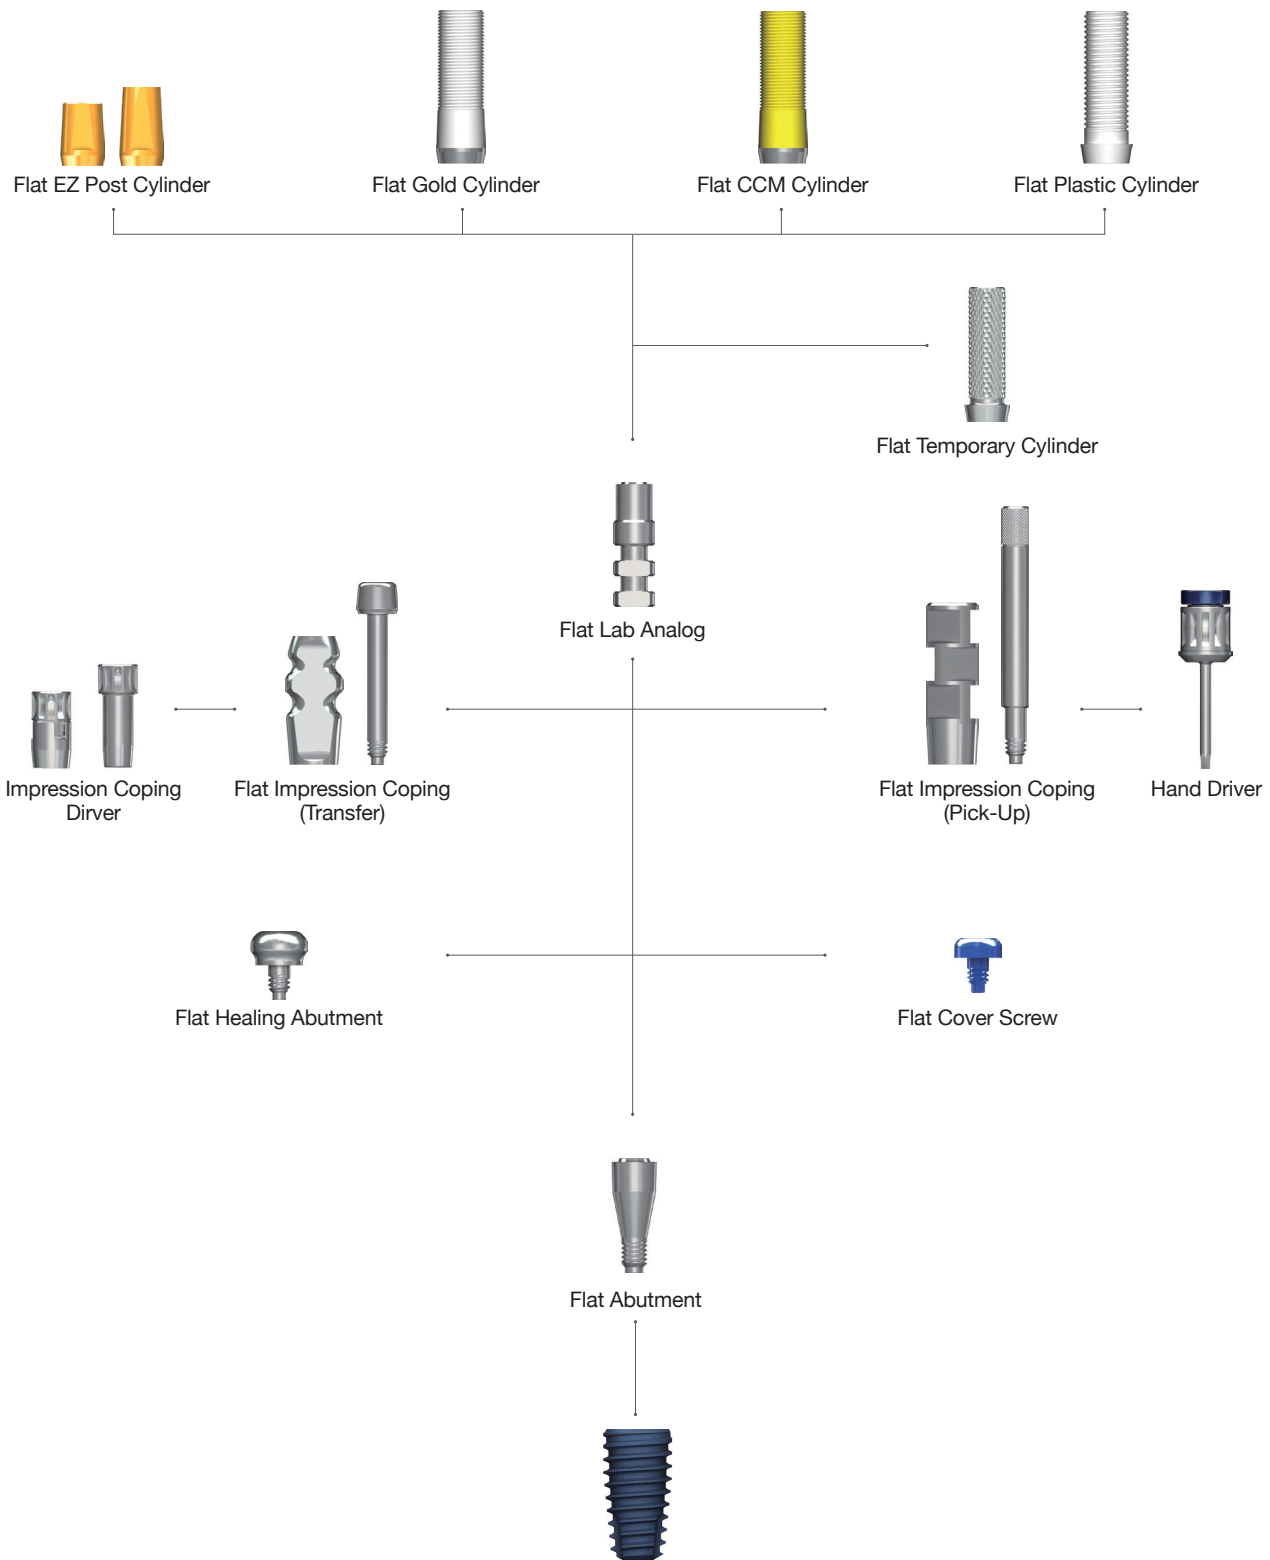 Flat EZ Post Cylinder
Flat Gold Cylinder
Flat CCM Cylinder
Flat Plastic Cylinder
Flat Temporary Cylinder
Flat Lab Analog
Impression Coping
Dirver
Flat Impression Coping
(Transfer)
Flat Impression Coping
(Pick-Up)
Hand Driver
Flat Healing Abutment
Flat Cover Screw
Flat Abutment